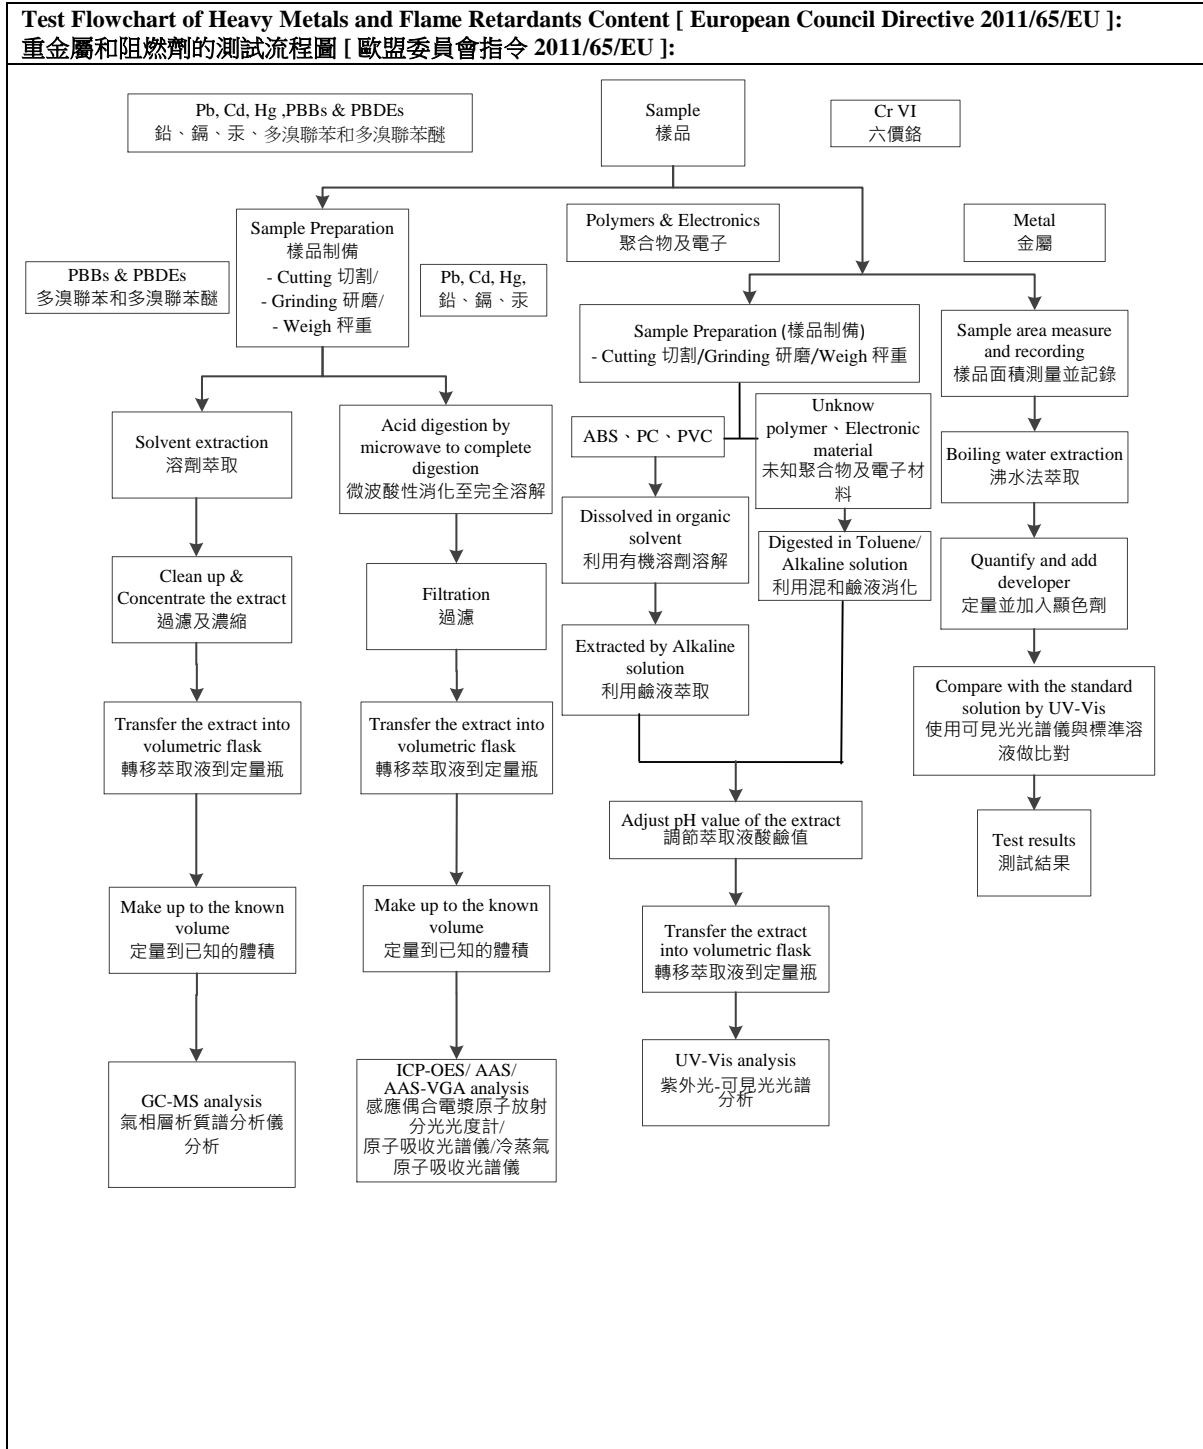 Test Flowchart of Heavy Metals and Flame Retardants Content [ European Council Directive 2011/65/EU ]:
重金屬和阻燃劑的測試流程圖 [ 歐盟委員會指令 2011/65/EU ]:
Pb, Cd, Hg ,PBBs & PBDEs
鉛、鎘、汞、多溴聯苯和多溴聯苯醚
Sample
樣品
Cr VI
六價鉻
Sample Preparation
樣品制備
- Cutting 切割/
- Grinding 研磨/
- Weigh 秤重
PBBs & PBDEs
多溴聯苯和多溴聯苯醚
Pb, Cd, Hg,
鉛、鎘、汞
Polymers & Electronics
聚合物及電子
Metal
金屬
Sample Preparation (樣品制備)
- Cutting 切割/Grinding 研磨/Weigh 秤重
Sample area measure
and recording
樣品面積測量並記錄
Solvent extraction
溶劑萃取
Acid digestion by
microwave to complete
digestion
微波酸性消化至完全溶解
ABS、PC、PVC
Unknow
polymer、Electronic
material
未知聚合物及電子材
料
Boiling water extraction
沸水法萃取
Clean up &
Concentrate the extract
過濾及濃縮
Filtration
過濾
Dissolved in organic
solvent
利用有機溶劑溶解
Digested in Toluene/
Alkaline solution
利用混和鹼液消化
Quantify and add
developer
定量並加入顯色劑
Extracted by Alkaline
solution
利用鹼液萃取
Compare with the standard
solution by UV-Vis
使用可見光光譜儀與標準溶
液做比對
Transfer the extract into
volumetric flask
轉移萃取液到定量瓶
Transfer the extract into
volumetric flask
轉移萃取液到定量瓶
Adjust pH value of the extract
調節萃取液酸鹼值
Test results
測試結果
Make up to the known
volume
定量到已知的體積
Make up to the known
volume
定量到已知的體積
Transfer the extract
into volumetric flask
轉移萃取液到定量瓶
GC-MS analysis
氣相層析質譜分析儀
分析
ICP-OES/ AAS/
AAS-VGA analysis
感應偶合電漿原子放射
分光光度計/
原子吸收光譜儀/冷蒸氣
原子吸收光譜儀
UV-Vis analysis
紫外光-可見光光譜
分析